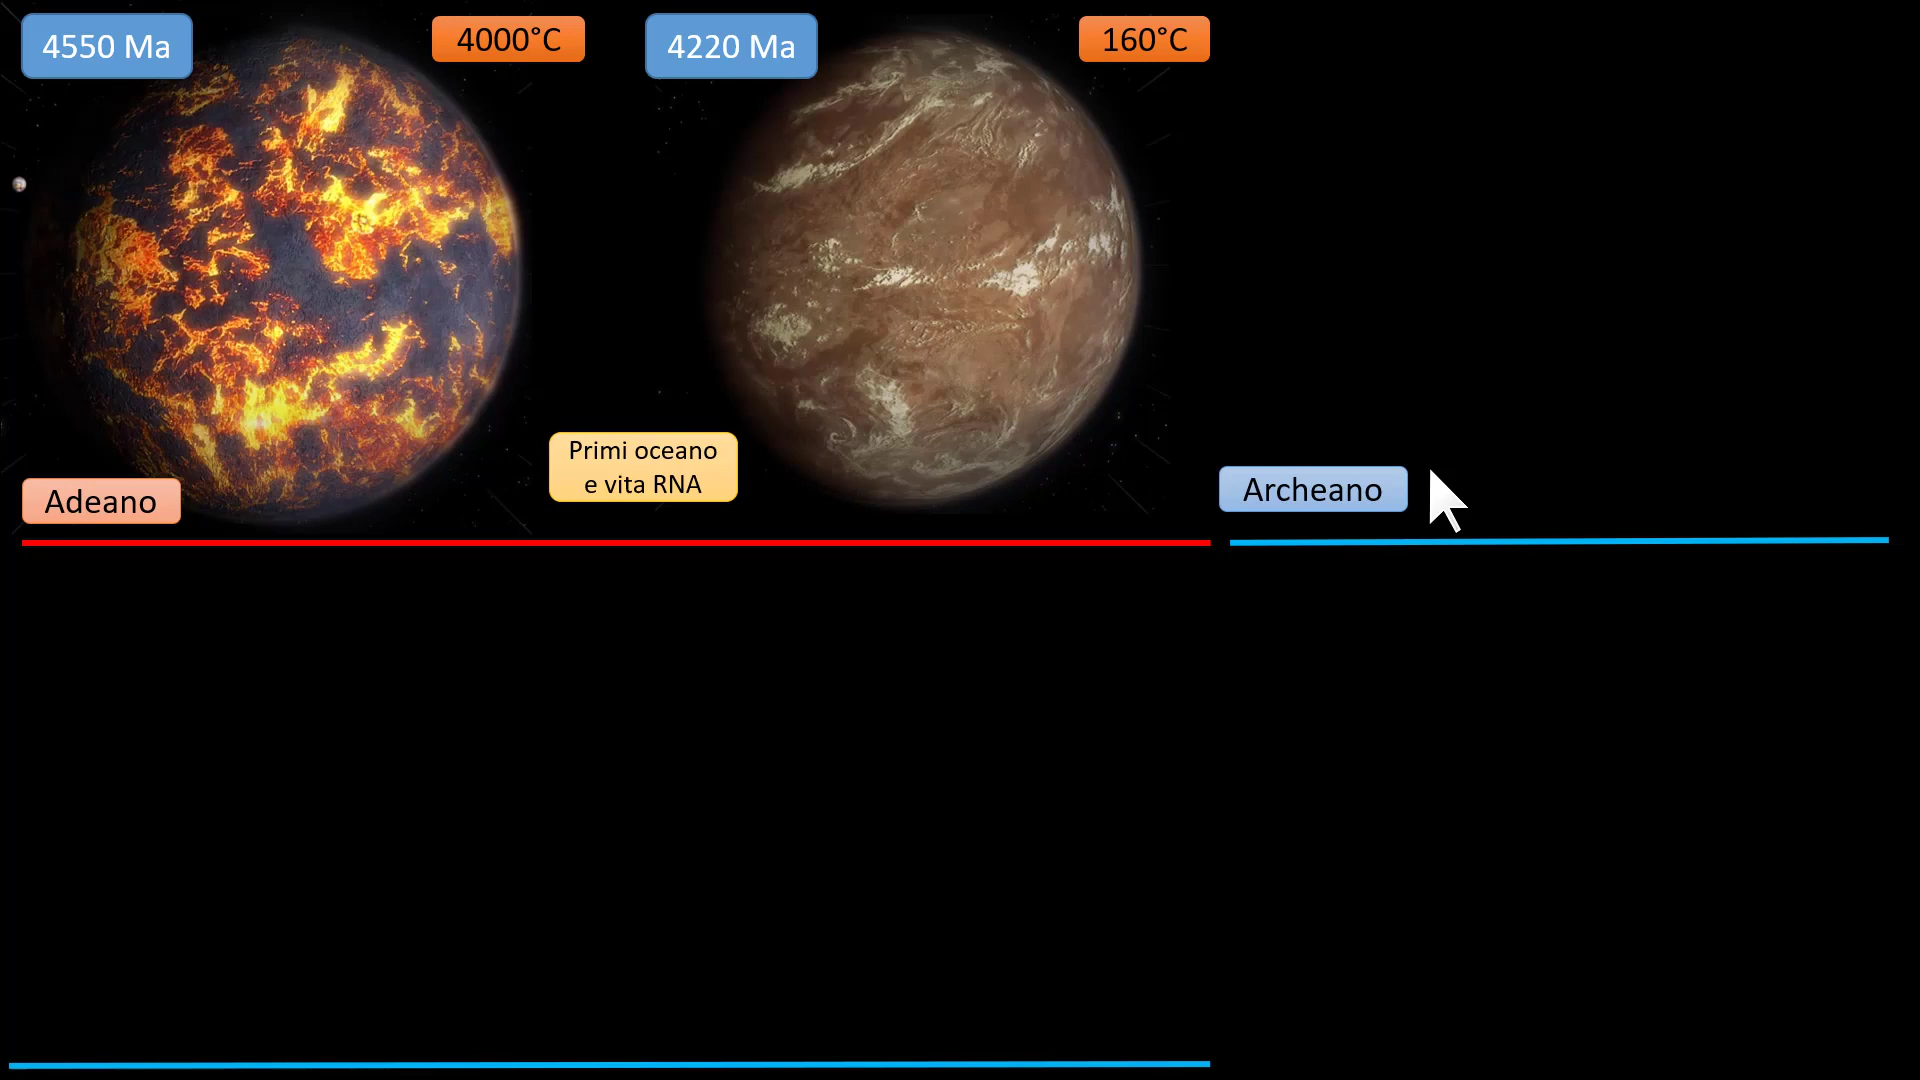 4550 Ma
4000°C
4220 Ma
160°C
Primi oceano
e vita RNA
Adeano
Archeano